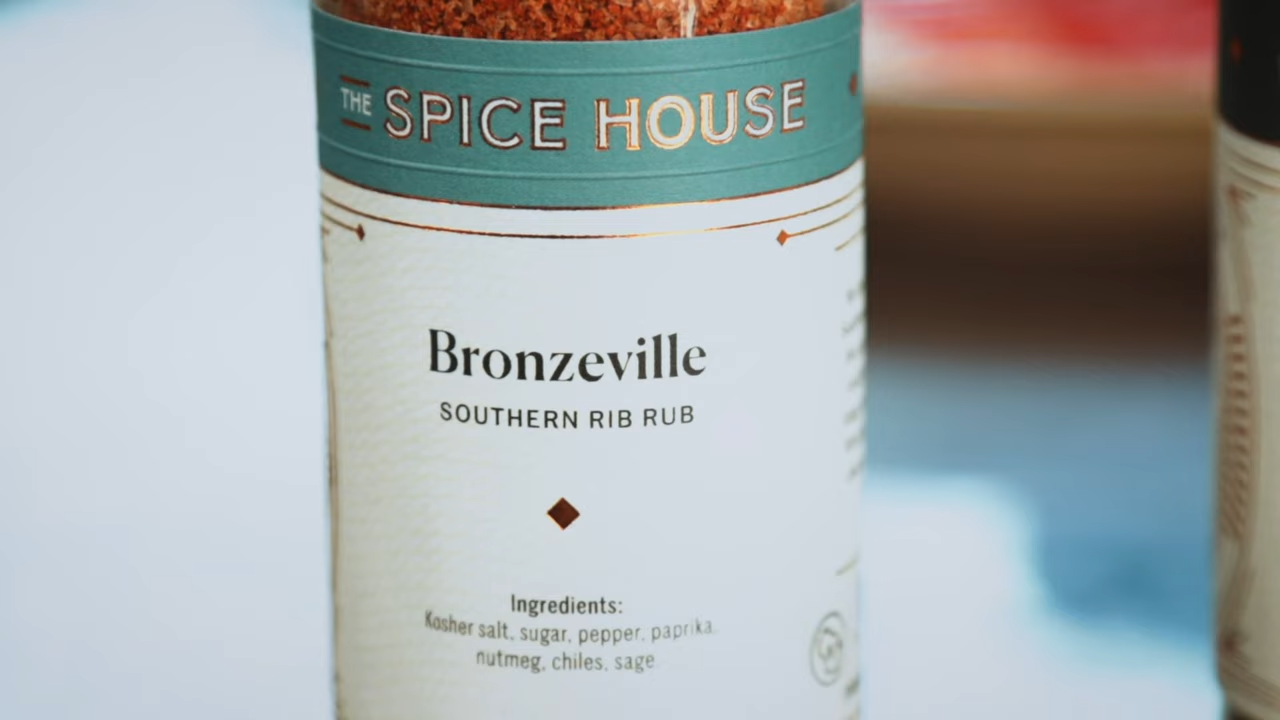 THE SPICE HOUSE
Bronzeville
SOUTHERN RIB RUB
Ingredients:
Kosher salt, sugar, pepper, paprika,
nutmeg, chiles, sage